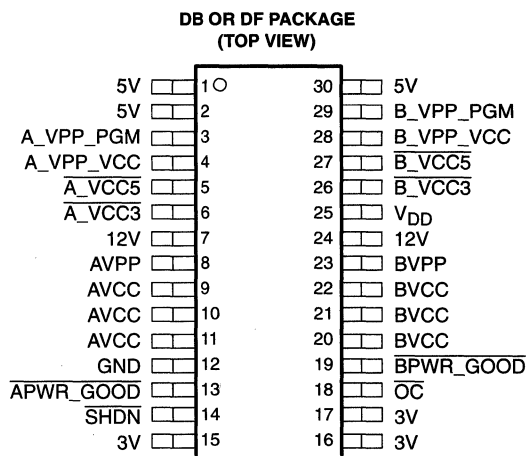 DB OR DF PACKAGE
(TOP VIEW)
5V 1 30 5V
5V 2 29 B_VPP_PGM
A_VPP_PGM 3 28 B_VPP_VCC
A_VPP_VCC 4 27 B_VCC5
A_VCC5 5 26 B_VCC3
A_VCC3 6 25 VDD
12V 7 24 12V
AVPP 8 23 BVPP
AVCC 9 22 BVCC
AVCC 10 21 BVCC
AVCC 11 20 BVCC
GND 12 19 BPWR_GOOD
APWR_GOOD 13 18 OC
SHDN 14 17 3V
3V 15 16 3V